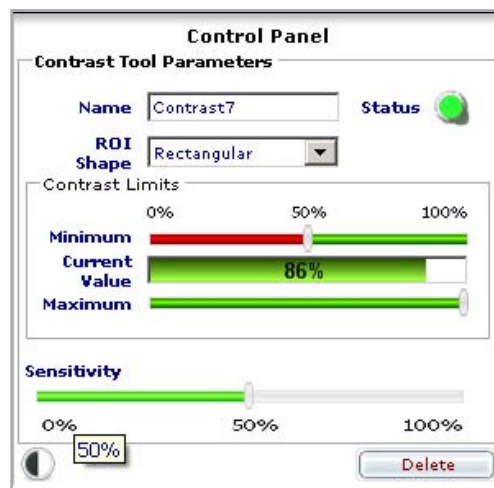 Control Panel
Contrast Tool Parameters
Name Contrast7 Status
ROI Shape Rectangular
Contrast Limits
0% 50% 100%
Minimum
Current Value 86%
Maximum
Sensitivity
0% 50% 100%
50%
Delete